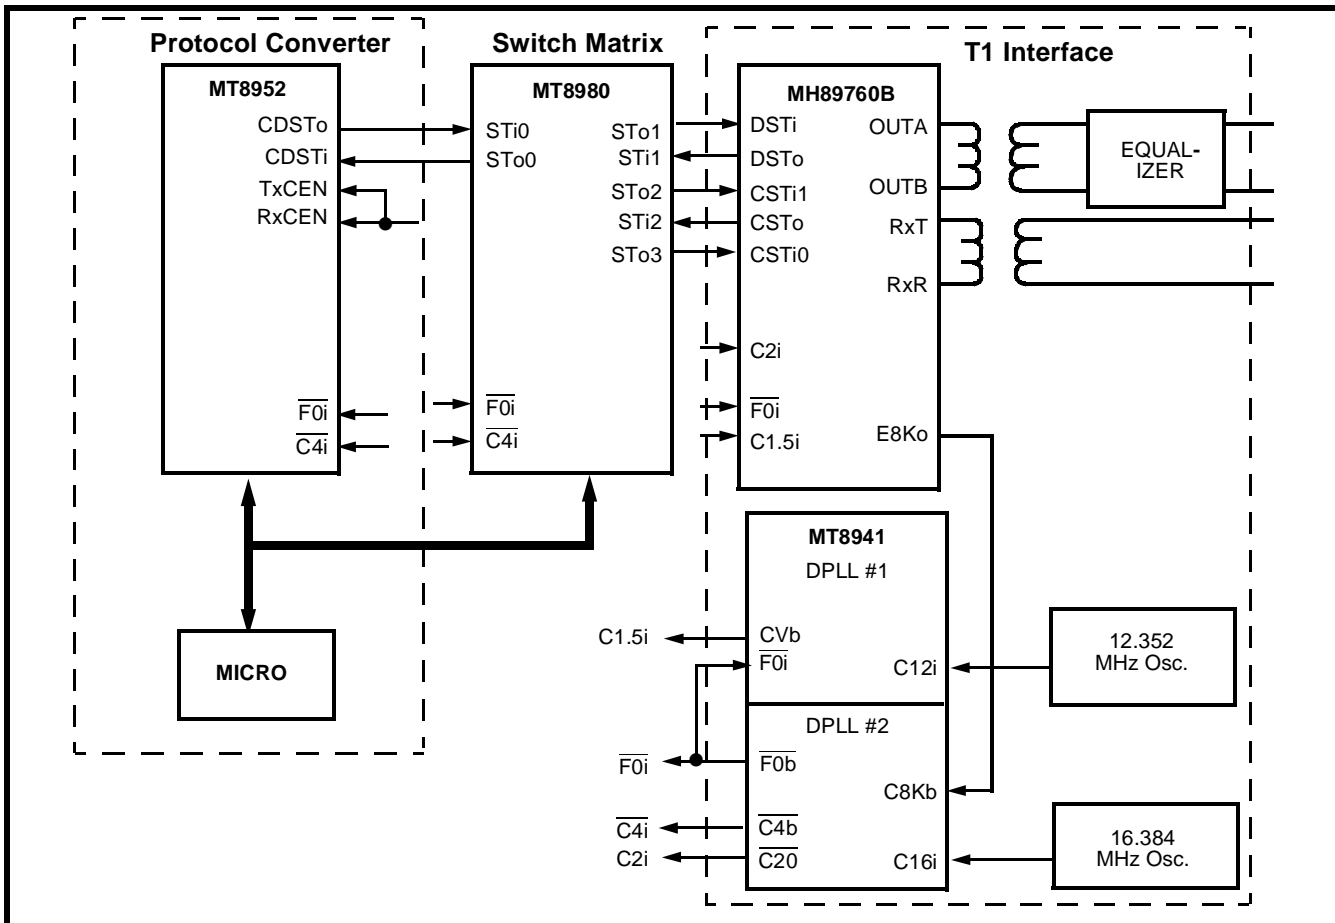 Protocol Converter
Switch Matrix
T1 Interface
MT8952
CDSTo
CDSTi
TxCEN
RxCEN
F0i
C4i
MT8980
STi0
STo0
STo1
STi1
STo2
STi2
STo3
F0i
C4i
MH89760B
DSTi
DSTo
CSTi1
CSTo
CSTi0
C2i
F0i
C1.5i
OUTA
OUTB
RxT
RxR
E8Ko
EQUAL-
IZER
MICRO
MT8941
DPLL #1
CVb
F0i
C12i
DPLL #2
F0b
C8Kb
C4b
C20
C16i
C1.5i
F0i
C4i
C2i
12.352
MHz Osc.
16.384
MHz Osc.